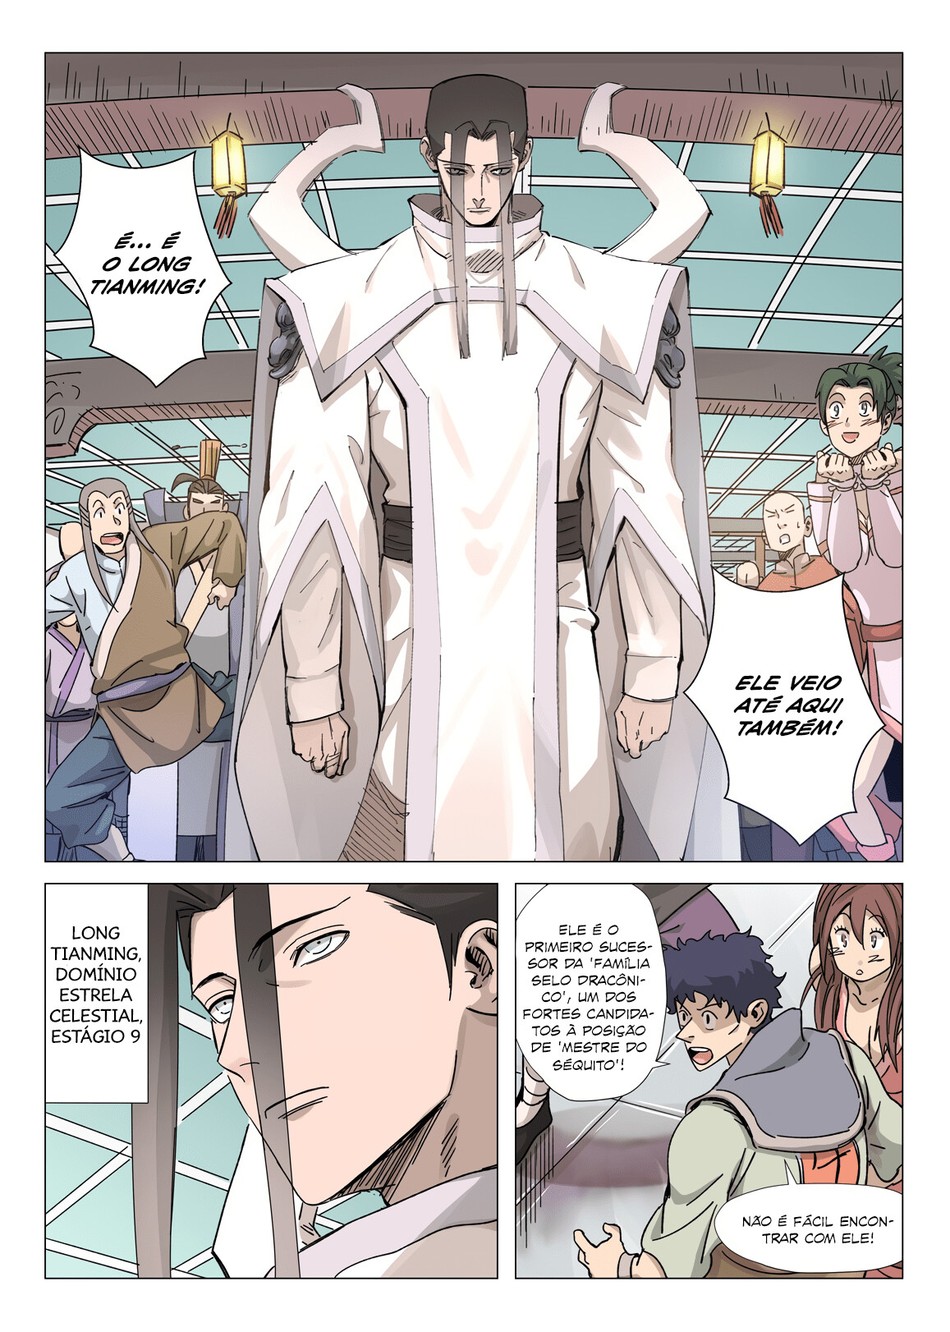 É... É
O LONG
TIANMING!
ELE VEIO
ATÉ AQUI
TAMBÉM!
LONG
TIANMING,
DOMÍNIO
ESTRELA
CELESTIAL,
ESTÁGIO 9
ELE É O
PRIMEIRO SUCES-
SOR DA 'FAMÍLIA
SELO DRACÔNI-
CO', UM DOS
FORTES CANDIDA-
TOS À POSIÇÃO
DE 'MESTRE DO
SÉQUITO'!
NÃO É FÁCIL ENCON-
TRAR COM ELE!